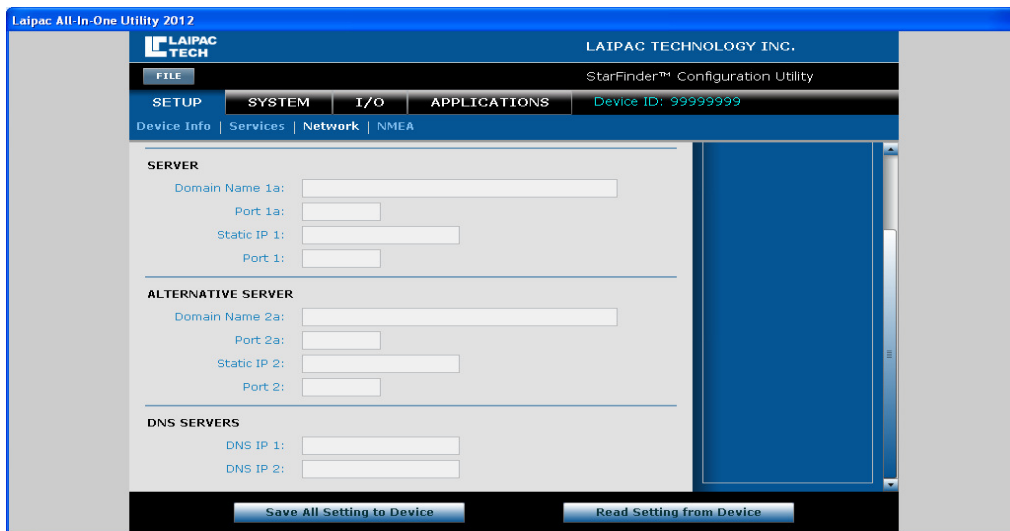 Laipac All-In-One Utility 2012
LAIPAC TECH
LAIPAC TECHNOLOGY INC.
FILE
StarFinder™ Configuration Utility
SETUP SYSTEM I/O APPLICATIONS Device ID: 99999999
Device Info | Services | Network | NMEA
SERVER
Domain Name 1a:
Port 1a:
Static IP 1:
Port 1:
ALTERNATIVE SERVER
Domain Name 2a:
Port 2a:
Static IP 2:
Port 2:
DNS SERVERS
DNS IP 1:
DNS IP 2:
Save All Setting to Device Read Setting from Device